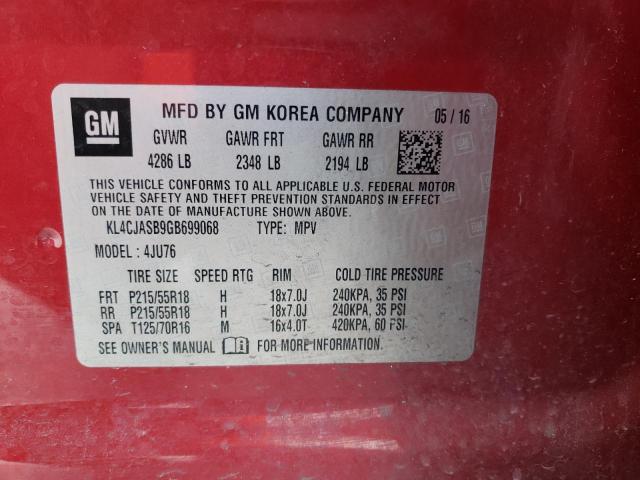 GM
MFD BY GM KOREA COMPANY 05 / 16
GVWR GAWR FRT GAWR RR
4286 LB 2348 LB 2194 LB
THIS VEHICLE CONFORMS TO ALL APPLICABLE U.S. FEDERAL MOTOR
VEHICLE SAFETY AND THEFT PREVENTION STANDARDS IN EFFECT
ON THE DATE OF MANUFACTURE SHOWN ABOVE.
KL4CJASB9GB699068 TYPE: MPV
MODEL : 4JU76
TIRE SIZE SPEED RTG RIM COLD TIRE PRESSURE
FRT P215/55R18 H 18x7.0J 240KPA, 35 PSI
RR P215/55R18 H 18x7.0J 240KPA, 35 PSI
SPA T125/70R16 M 16x4.0T 420KPA, 60 PSI
SEE OWNER'S MANUAL FOR MORE INFORMATION.